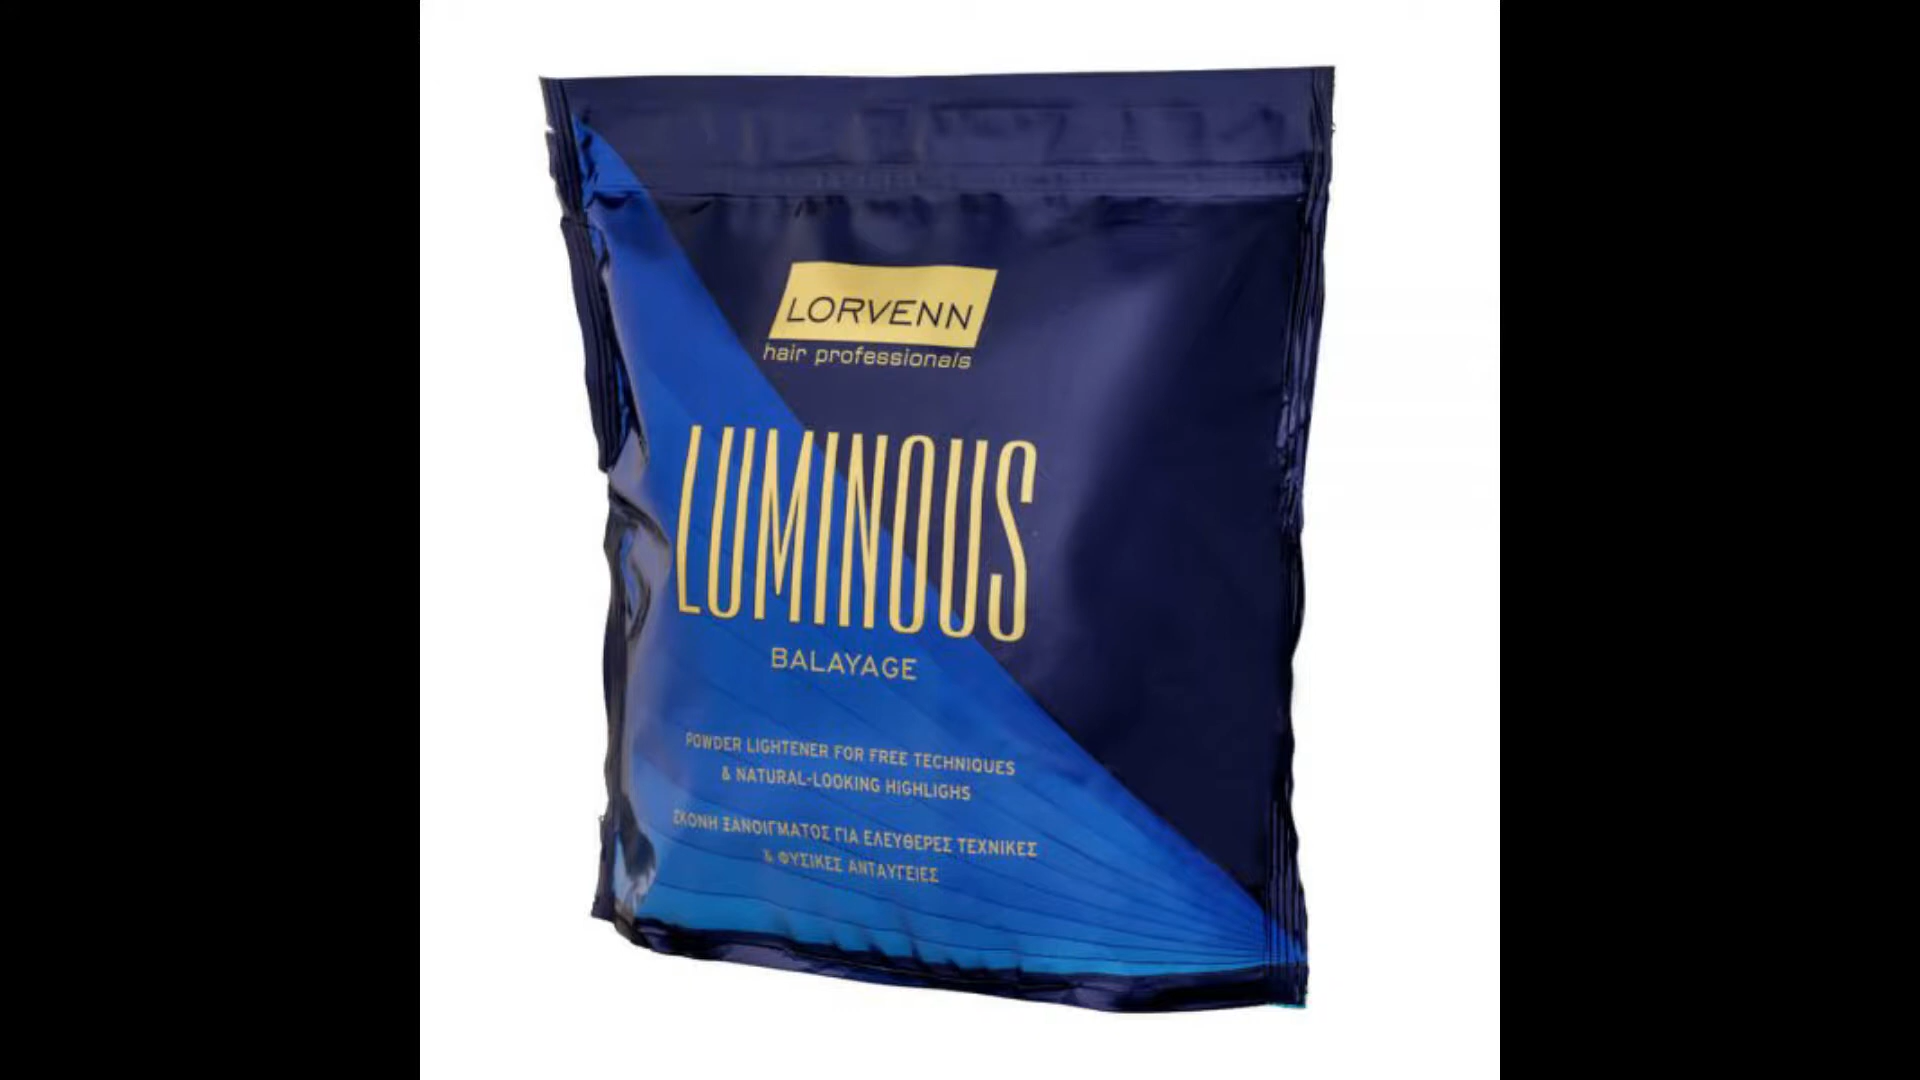 LORVENN
hair professionals
LUMINOUS
BALAYAGE
POWDER LIGHTENER FOR FREE TECHNIQUES
& NATURAL-LOOKING HIGHLIGHS
ΣΚΟΝΗ ΞΑΝΟΙΓΜΑΤΟΣ ΓΙΑ ΕΛΕΥΘΕΡΕΣ ΤΕΧΝΙΚΕΣ
& ΦΥΣΙΚΕΣ ΑΝΤΑΥΓΕΙΕΣ